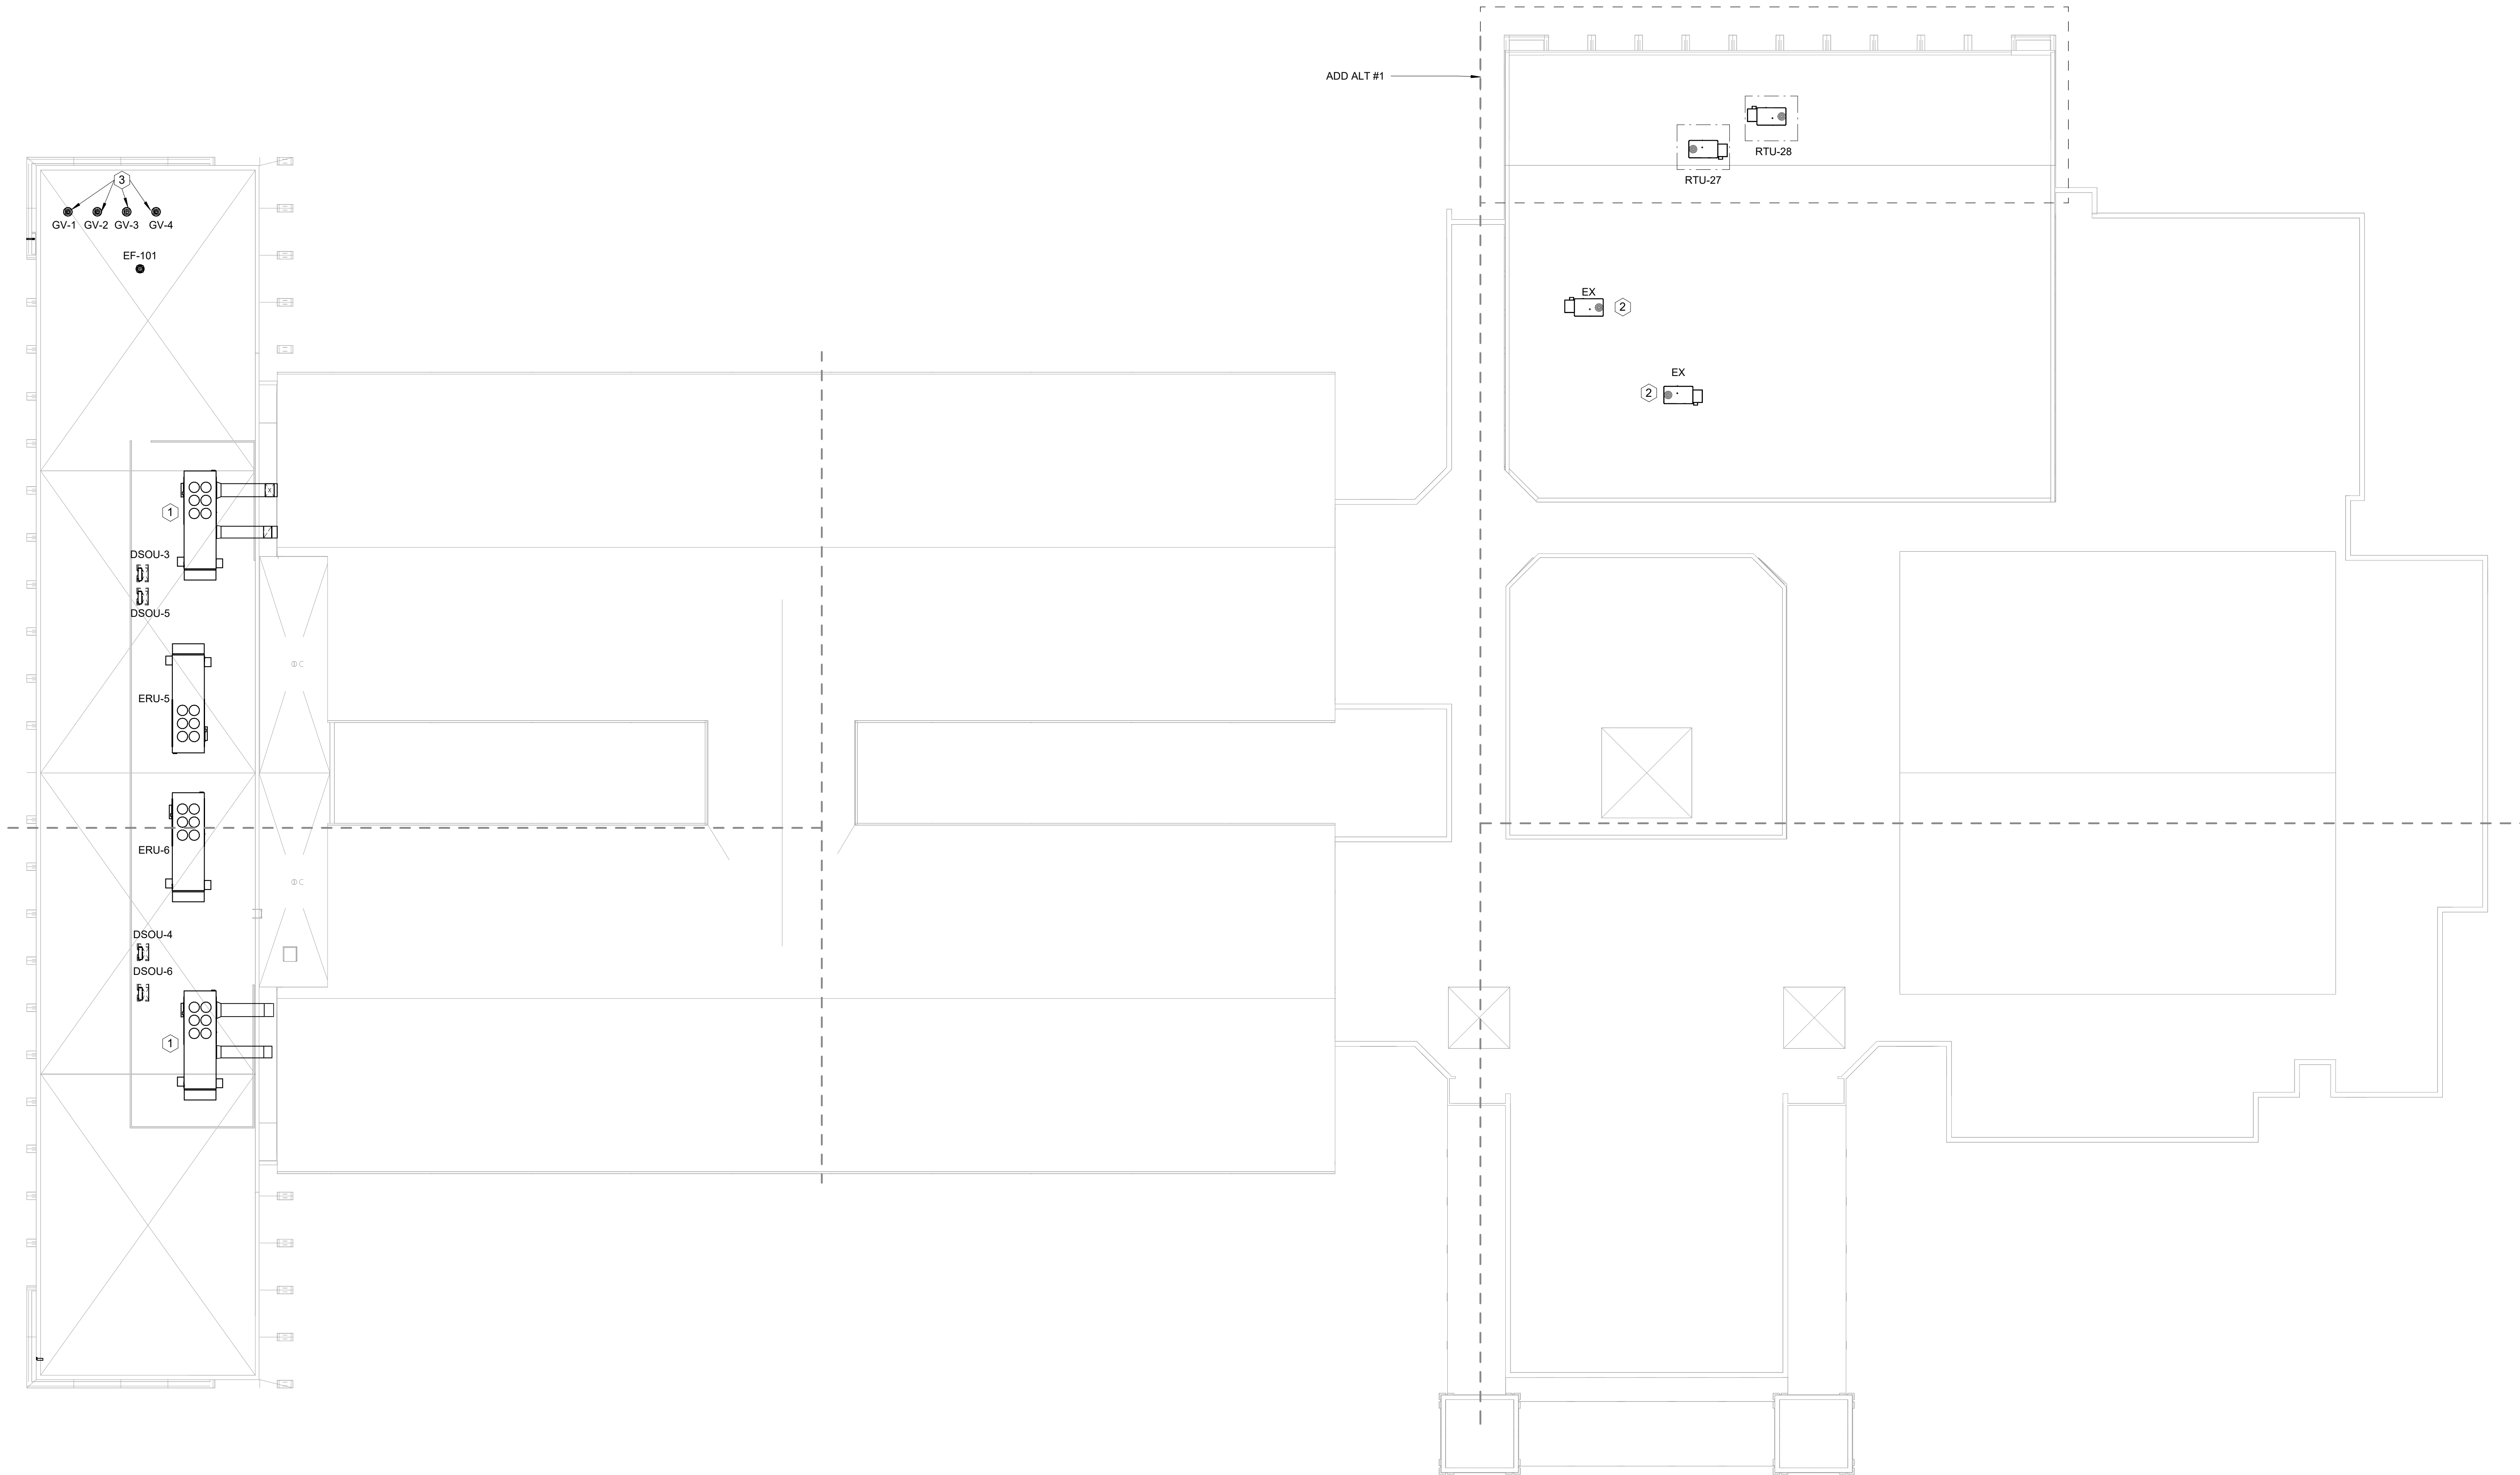 ADD ALT #1
RTU-28
RTU-27
3
GV-1 GV-2 GV-3 GV-4
EF-101
EX
2
EX
2
X
1
DSOU-3
DSOU-5
ERU-5
ERU-6
DSOU-4
DSOU-6
1